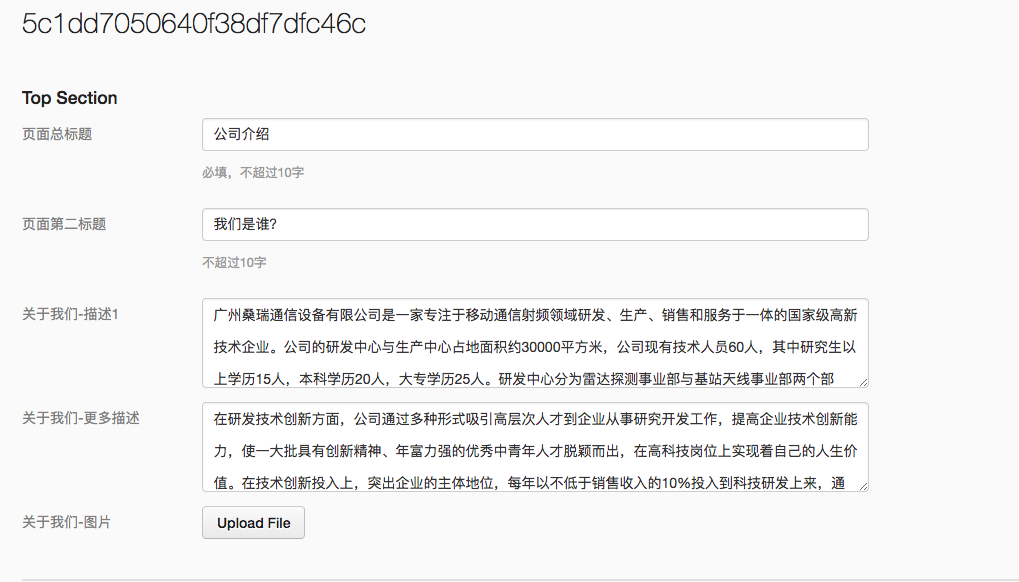 5c1dd7050640f38df7dfc46c
Top Section
页面总标题
公司介绍
必填，不超过10字
页面第二标题
我们是谁?
不超过10字
关于我们-描述1
广州桑瑞通信设备有限公司是一家专注于移动通信射频领域研发、生产、销售和服务于一体的国家级高新
技术企业。公司的研发中心与生产中心占地面积约30000平方米，公司现有技术人员60人，其中研究生以
上学历15人，本科学历20人，大专学历25人。研发中心分为雷达探测事业部与基站天线事业部两个部
关于我们-更多描述
在研发技术创新方面，公司通过多种形式吸引高层次人才到企业从事研究开发工作，提高企业技术创新能
力，使一大批具有创新精神、年富力强的优秀中青年人才脱颖而出，在高科技岗位上实现着自己的人生价
值。在技术创新投入上，突出企业的主体地位，每年以不低于销售收入的10%投入到科技研发上来，通
关于我们-图片
Upload File